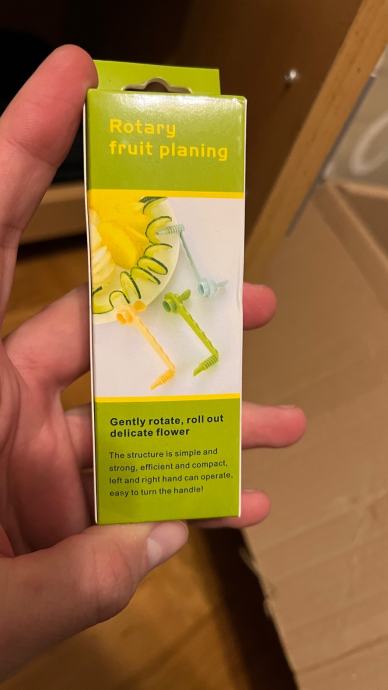 Rotary
fruit planing
Gently rotate, roll out
delicate flower
The structure is simple and
strong, efficient and compact,
left and right hand can operate,
easy to turn the handle!